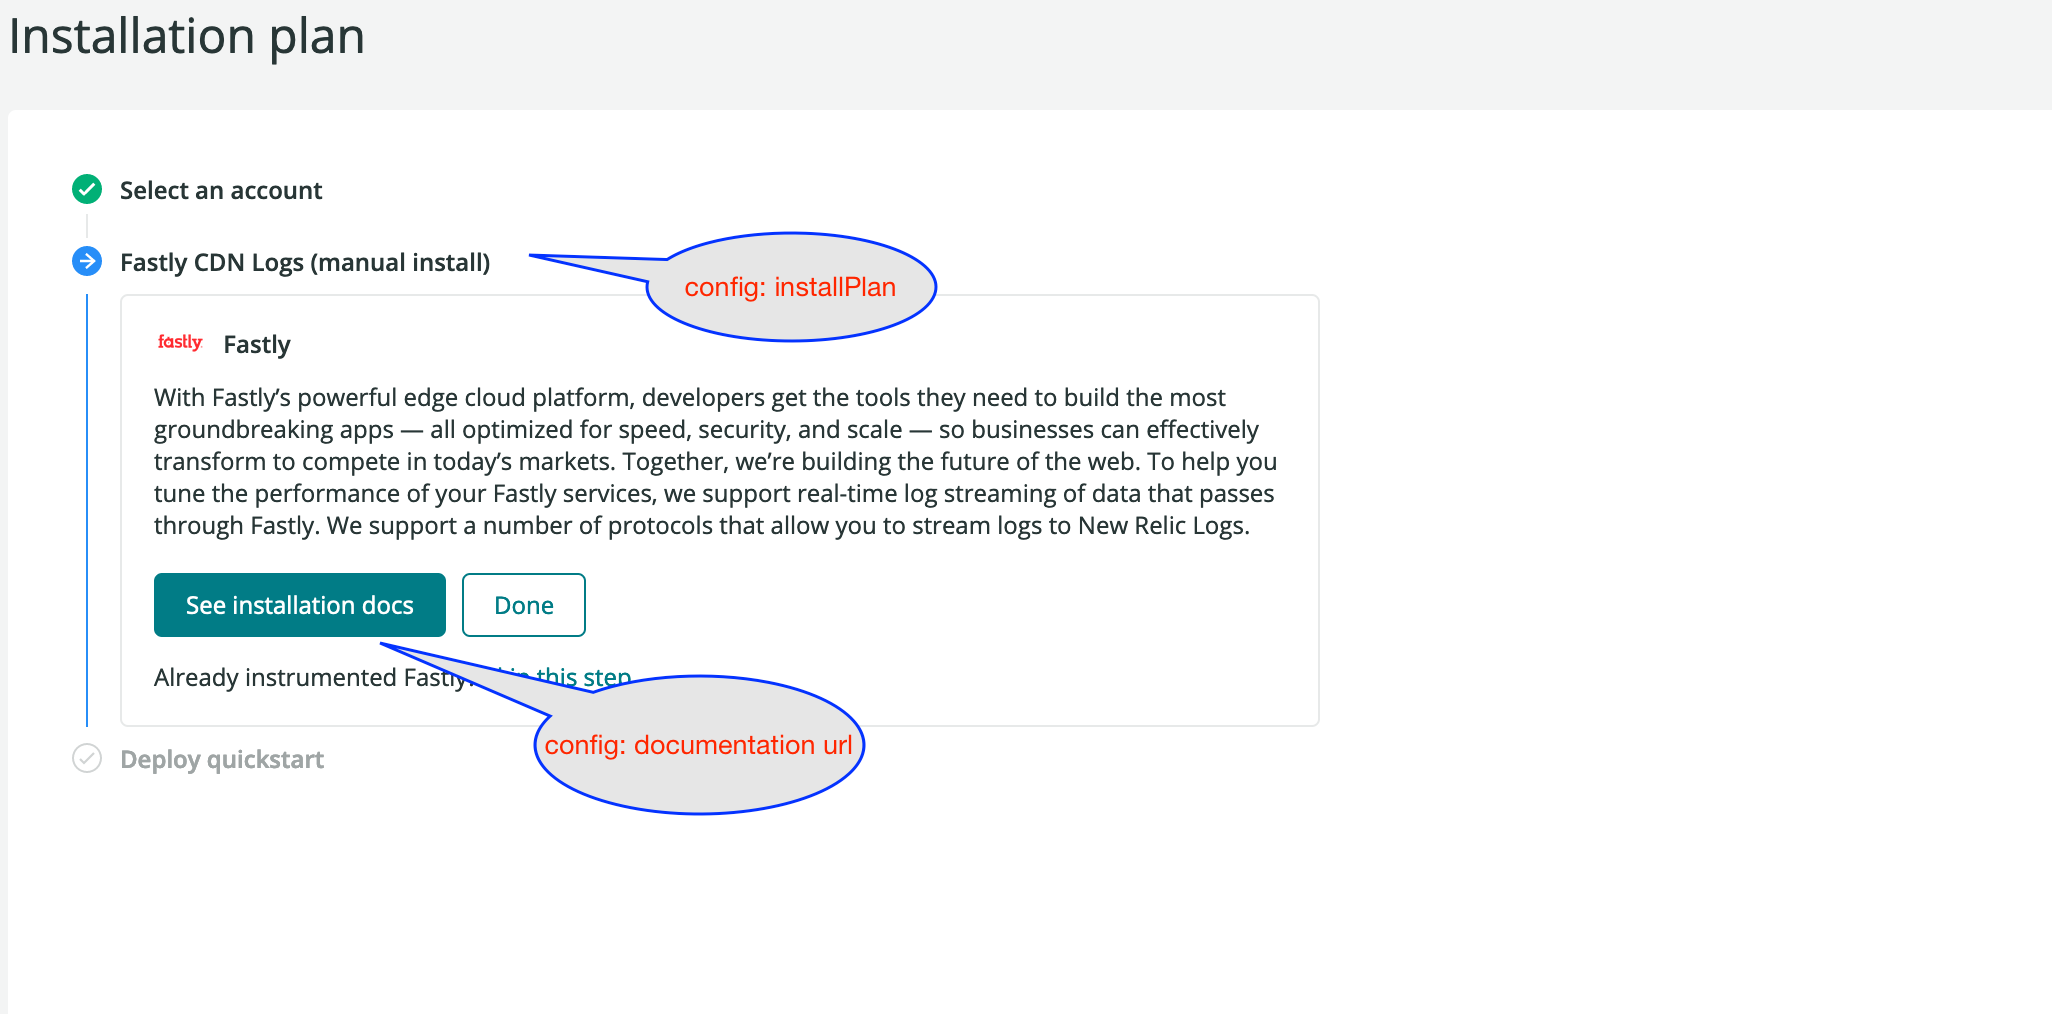 Installation plan
Select an account
Fastly CDN Logs (manual install)
config: installPlan
fastly
Fastly
With Fastly’s powerful edge cloud platform, developers get the tools they need to build the most
groundbreaking apps — all optimized for speed, security, and scale — so businesses can effectively
transform to compete in today’s markets. Together, we’re building the future of the web. To help you
tune the performance of your Fastly services, we support real-time log streaming of data that passes
through Fastly. We support a number of protocols that allow you to stream logs to New Relic Logs.
See installation docs
Done
Already instrumented Fastly this step
config: documentation url
Deploy quickstart